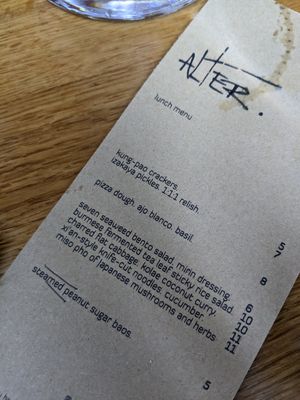 ALTER.
lunch menu
kung-pao crackers. 5
izakaya pickles. 1:1:1 relish. 7
pizza dough. ajo blanco. basil. 8
seven seaweed bento salad. mirin dressing. 6
burmese fermented tea leaf sticky rice salad. 10
charred flat cabbage. kolae coconut curry. 10
xi'an-style knife-cut noodles. cucumber. 11
miso pho of japanese mushrooms and herbs 11
steamed peanut sugar baos. 5